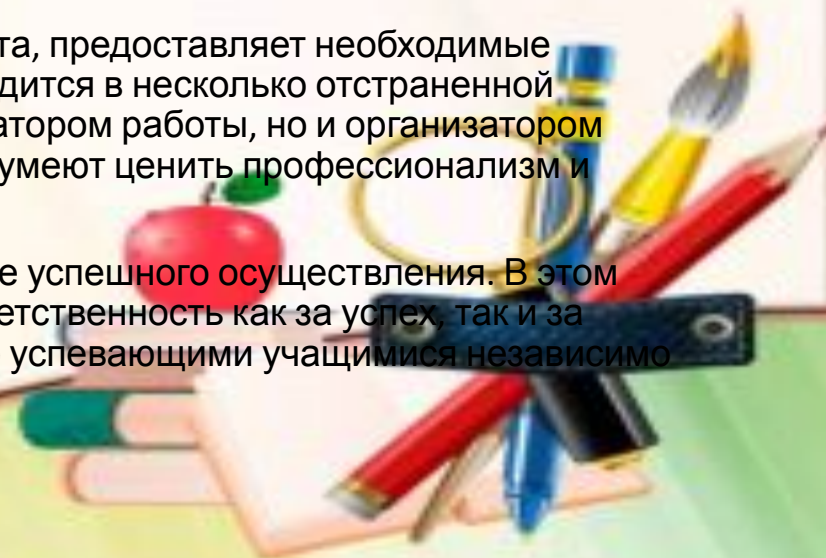 та, предоставляет необходимые
дится в несколько отстраненной
атором работы, но и организатором
умеют ценить профессионализм и
е успешного осуществления. В этом
етственность как за успех, так и за
успевающими учащимися независимо